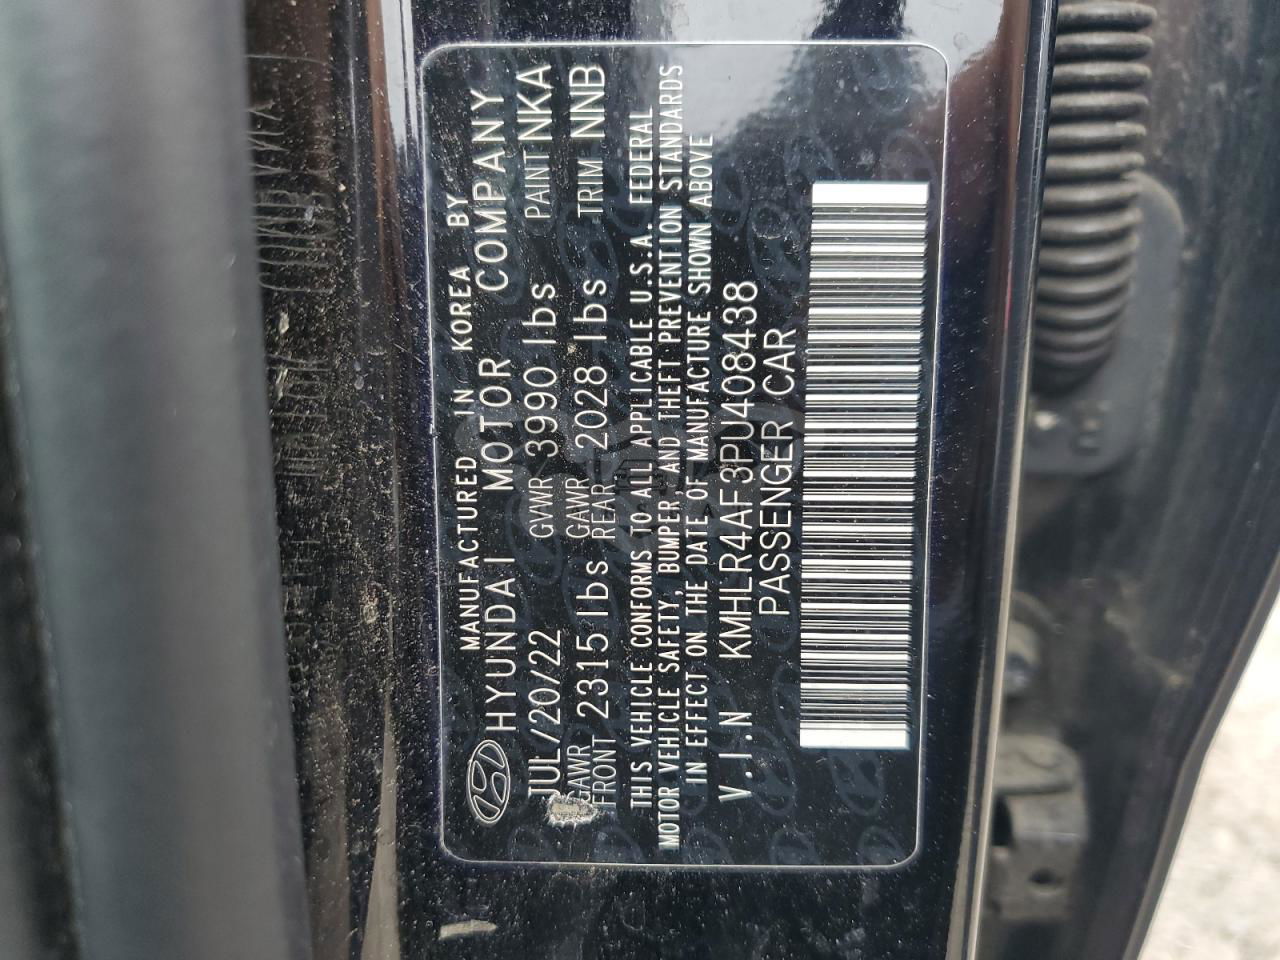 MANUFACTURED IN KOREA BY
HYUNDAI MOTOR COMPANY
JUL/20/22 GVWR 3990 lbs PAINT NKA
GAWR FRONT 2315 lbs GAWR REAR 2028 lbs TRIM NNB
THIS VEHICLE CONFORMS TO ALL APPLICABLE U.S.A. FEDERAL
MOTOR VEHICLE SAFETY, BUMPER, AND THEFT PREVENTION STANDARDS
IN EFFECT ON THE DATE OF MANUFACTURE SHOWN ABOVE
V.I.N KMHLR4AF3PU408438
PASSENGER CAR